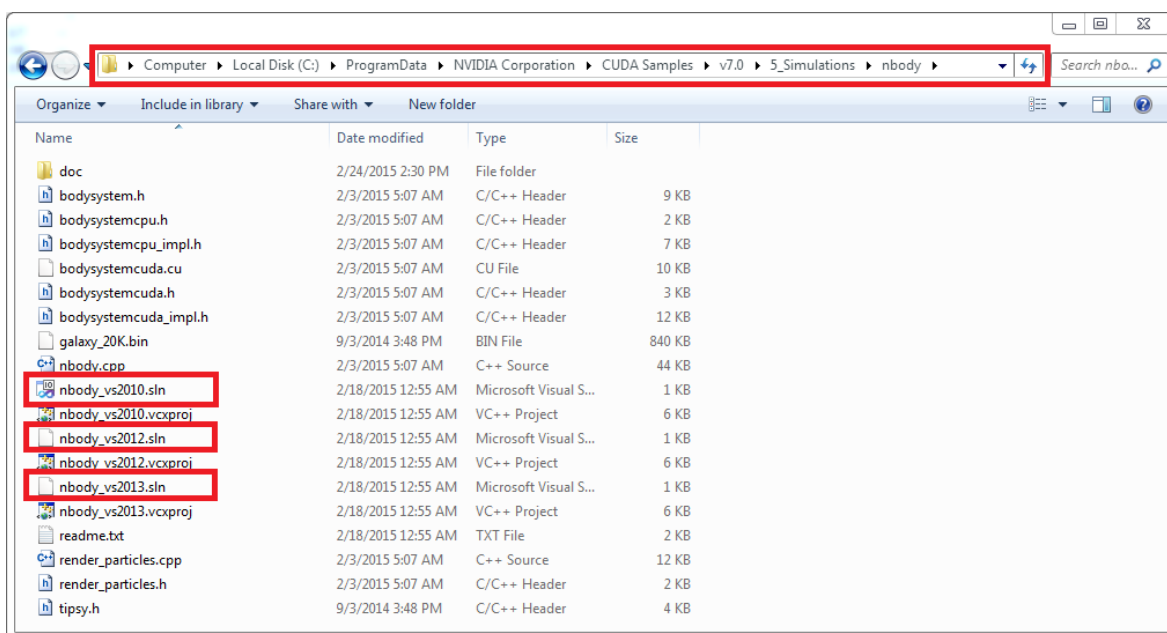 Computer Local Disk (C:) ProgramData NVIDIA Corporation CUDA Samples v7.0 5_Simulations nbody Search nbo...
Organize Include in library Share with New folder
Name Date modified Type Size
doc 2/24/2015 2:30 PM File folder
bodysystem.h 2/3/2015 5:07 AM C/C++ Header 9 KB
bodysystemcpu.h 2/3/2015 5:07 AM C/C++ Header 2 KB
bodysystemcpu_impl.h 2/3/2015 5:07 AM C/C++ Header 7 KB
bodysystemcuda.cu 2/3/2015 5:07 AM CU File 10 KB
bodysystemcuda.h 2/3/2015 5:07 AM C/C++ Header 3 KB
bodysystemcuda_impl.h 2/3/2015 5:07 AM C/C++ Header 12 KB
galaxy_20K.bin 9/3/2014 3:48 PM BIN File 840 KB
nbody.cpp 2/3/2015 5:07 AM C++ Source 44 KB
nbody_vs2010.sln 2/18/2015 12:55 AM Microsoft Visual S... 1 KB
nbody_vs2010.vcxproj 2/18/2015 12:55 AM VC++ Project 6 KB
nbody_vs2012.sln 2/18/2015 12:55 AM Microsoft Visual S... 1 KB
nbody_vs2012.vcxproj 2/18/2015 12:55 AM VC++ Project 6 KB
nbody_vs2013.sln 2/18/2015 12:55 AM Microsoft Visual S... 1 KB
nbody_vs2013.vcxproj 2/18/2015 12:55 AM VC++ Project 6 KB
readme.txt 2/18/2015 12:55 AM TXT File 2 KB
render_particles.cpp 2/3/2015 5:07 AM C++ Source 12 KB
render_particles.h 2/3/2015 5:07 AM C/C++ Header 2 KB
tipsy.h 9/3/2014 3:48 PM C/C++ Header 4 KB